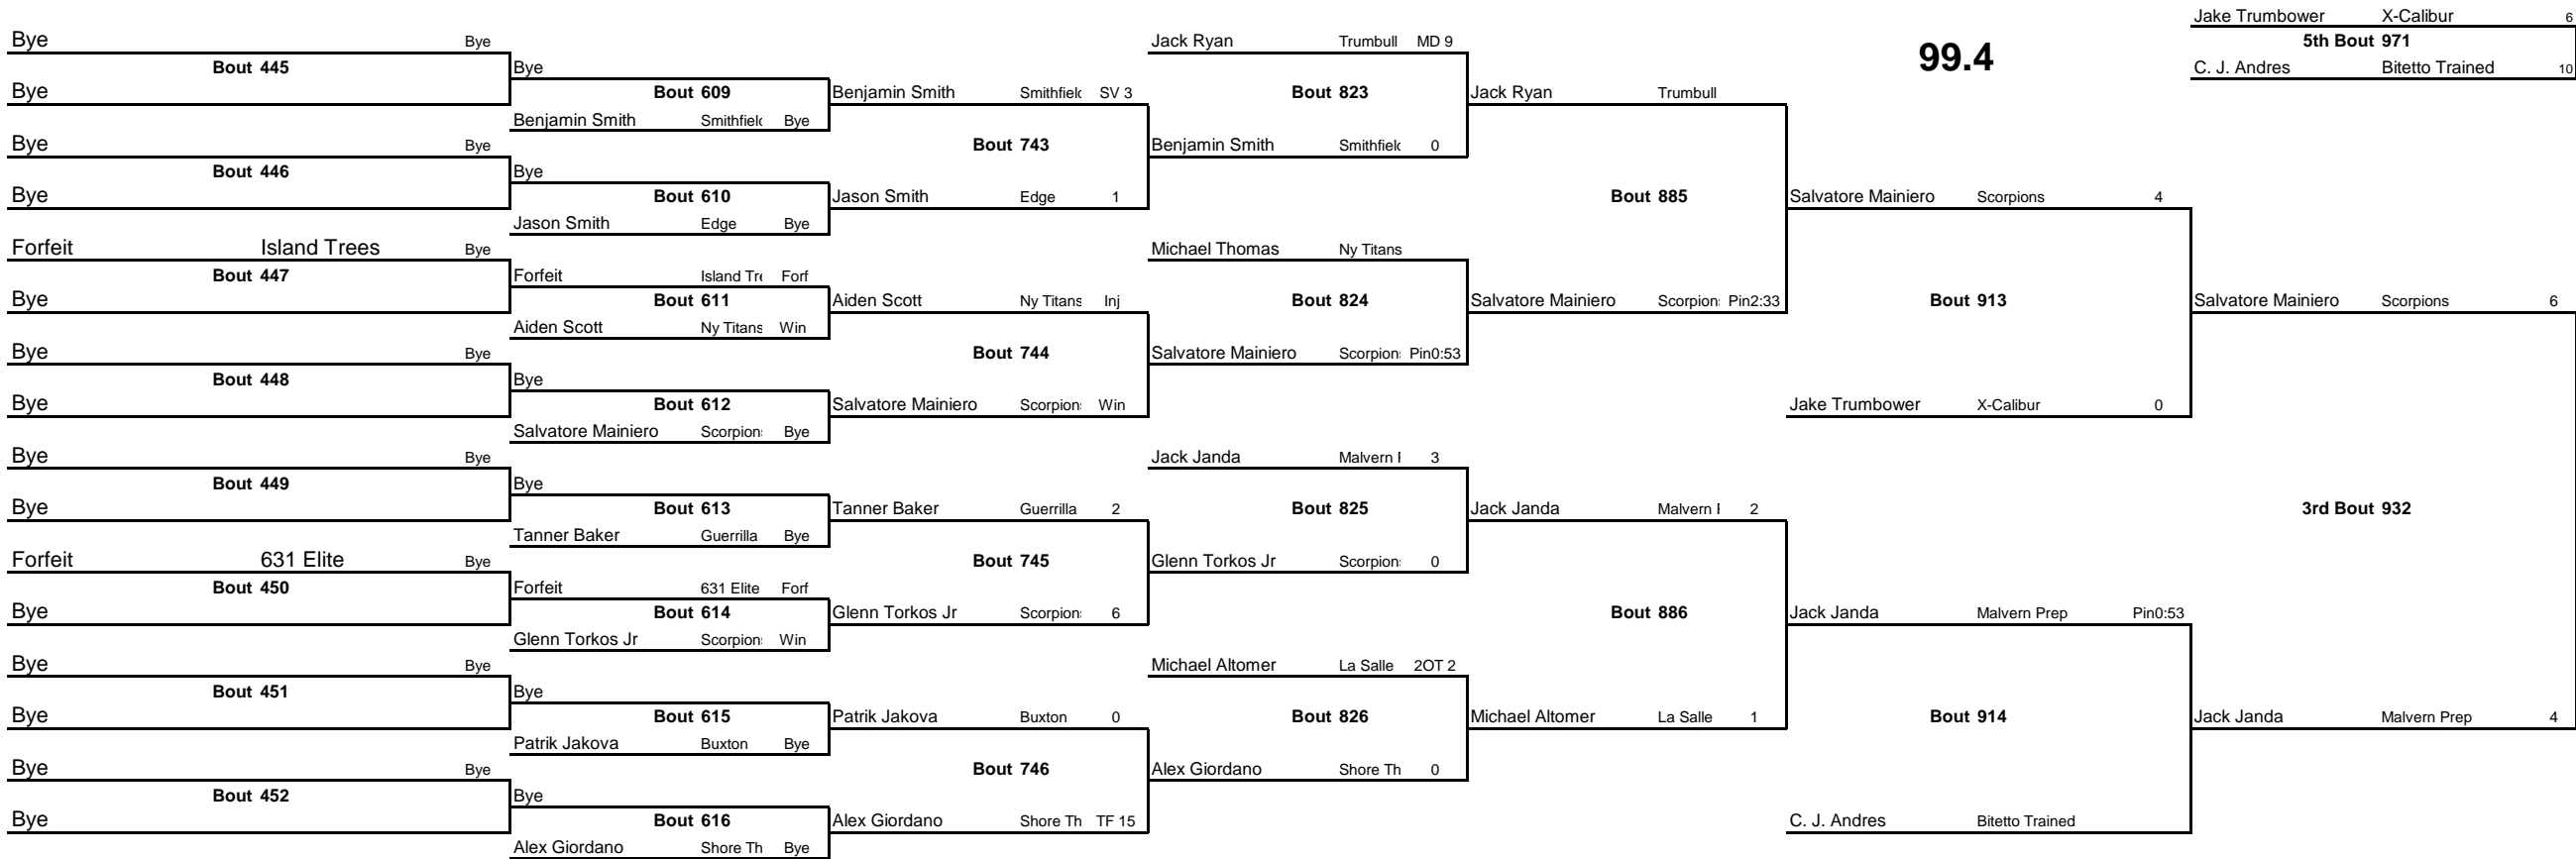 Jake Trumbower X-Calibur 6
Bye Bye Jack Ryan Trumbull MD 9 99.4 5th Bout 971
Bout 445 Bye C. J. Andres Bitetto Trained 10
Bye Bout 609 Benjamin Smith Smithfield SV 3 Bout 823 Jack Ryan Trumbull
Benjamin Smith Smithfield Bye
Bye Bye Bout 743 Benjamin Smith Smithfield 0
Bout 446 Bye
Bye Bout 610 Jason Smith Edge 1 Bout 885 Salvatore Mainiero Scorpions 4
Jason Smith Edge Bye
Forfeit Island Trees Bye Michael Thomas Ny Titans
Bout 447 Forfeit Island Tre Forf
Bye Bout 611 Aiden Scott Ny Titans Inj Bout 824 Salvatore Mainiero Scorpions Pin2:33 Bout 913 Salvatore Mainiero Scorpions 6
Aiden Scott Ny Titans Win
Bye Bye Bout 744 Salvatore Mainiero Scorpions Pin0:53
Bout 448 Bye
Bye Bout 612 Salvatore Mainiero Scorpions Win Jake Trumbower X-Calibur 0
Salvatore Mainiero Scorpions Bye
Bye Bye Jack Janda Malvern P 3
Bout 449 Bye
Bye Bout 613 Tanner Baker Guerrilla 2 Bout 825 Jack Janda Malvern P 2 3rd Bout 932
Tanner Baker Guerrilla Bye
Forfeit 631 Elite Bye Bout 745 Glenn Torkos Jr Scorpions 0
Bout 450 Forfeit 631 Elite Forf
Bye Bout 614 Glenn Torkos Jr Scorpions 6 Bout 886 Jack Janda Malvern Prep Pin0:53
Glenn Torkos Jr Scorpions Win
Bye Bye Michael Altomer La Salle 2OT 2
Bout 451 Bye
Bye Bout 615 Patrik Jakova Buxton 0 Bout 826 Michael Altomer La Salle 1 Bout 914 Jack Janda Malvern Prep 4
Patrik Jakova Buxton Bye
Bye Bye Bout 746 Alex Giordano Shore Th 0
Bout 452 Bye
Bye Bout 616 Alex Giordano Shore Th TF 15 C. J. Andres Bitetto Trained
Alex Giordano Shore Th Bye